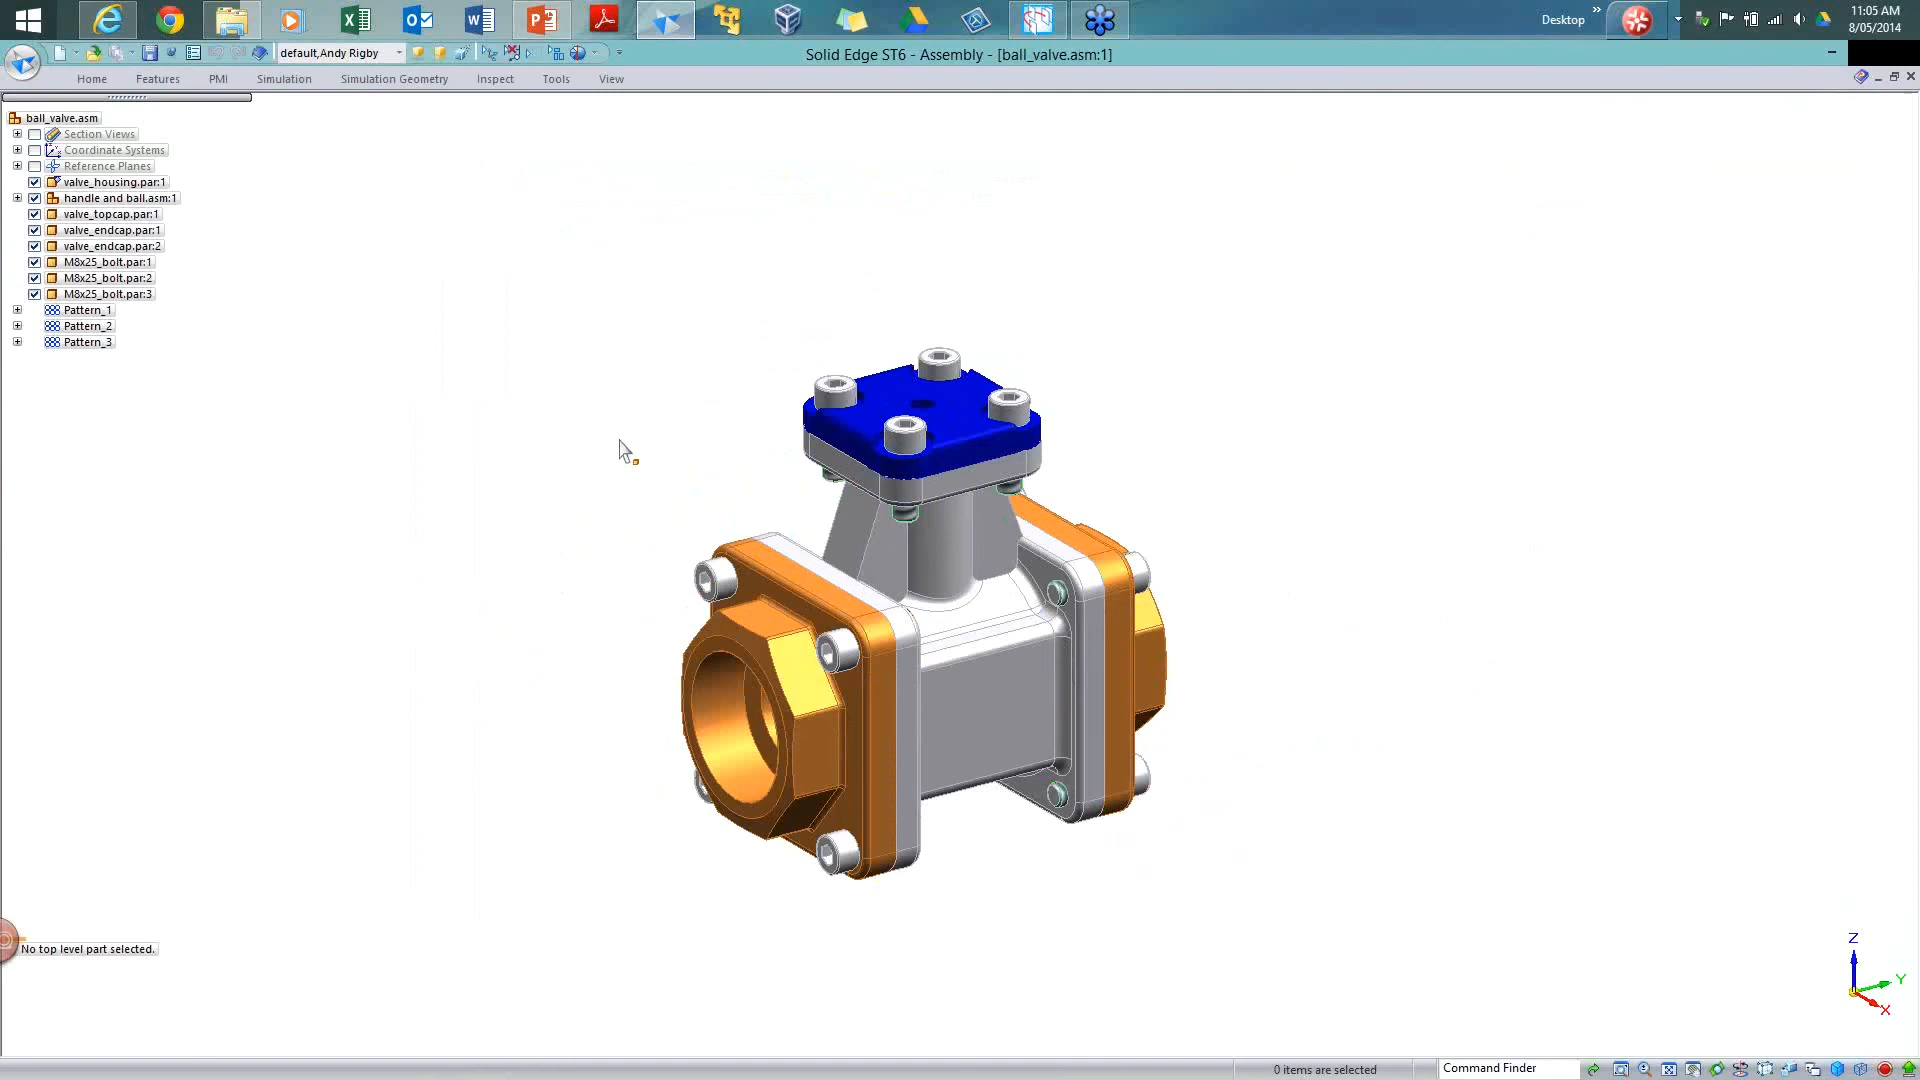 Desktop
11:05 AM
8/05/2014
default,Andy Rigby
Solid Edge ST6 - Assembly - [ball_valve.asm:1]
Home Features PMI Simulation Simulation Geometry Inspect Tools View
ball_valve.asm
Section Views
Coordinate Systems
Reference Planes
valve_housing.par:1
handle and ball.asm:1
valve_topcap.par:1
valve_endcap.par:1
valve_endcap.par:2
M8x25_bolt.par:1
M8x25_bolt.par:2
M8x25_bolt.par:3
Pattern_1
Pattern_2
Pattern_3
No top level part selected.
Z
Y
X
0 items are selected
Command Finder